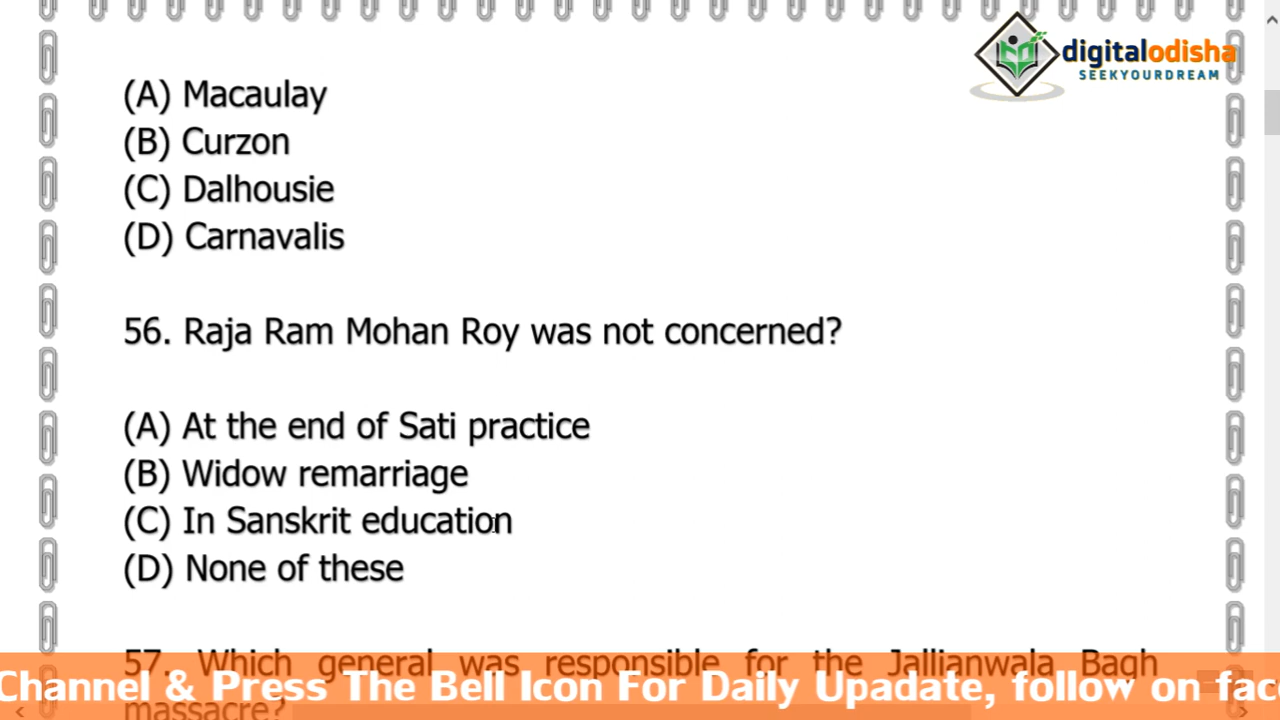 digitalodisha
SEEKYOURDREAM
(A) Macaulay
(B) Curzon
(C) Dalhousie
(D) Carnavalis
56. Raja Ram Mohan Roy was not concerned?
(A) At the end of Sati practice
(B) Widow remarriage
(C) In Sanskrit education
(D) None of these
57. Which general was responsible for the Jallianwala Bagh
Channel & Press The Bell Icon For Daily Upadate, follow on fac
massacre?